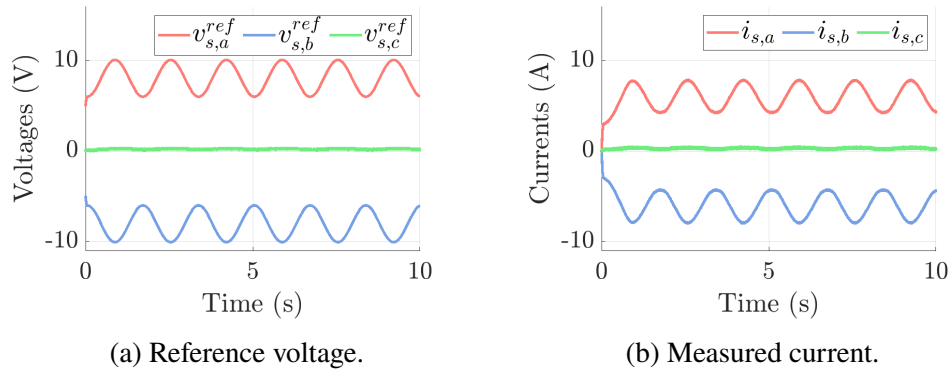 v_{s,a}^{ref} v_{s,b}^{ref} v_{s,c}^{ref}
Voltages (V)
10
0
-10
0 5 10
Time (s)
(a) Reference voltage.
i_{s,a} i_{s,b} i_{s,c}
Currents (A)
10
0
-10
0 5 10
Time (s)
(b) Measured current.